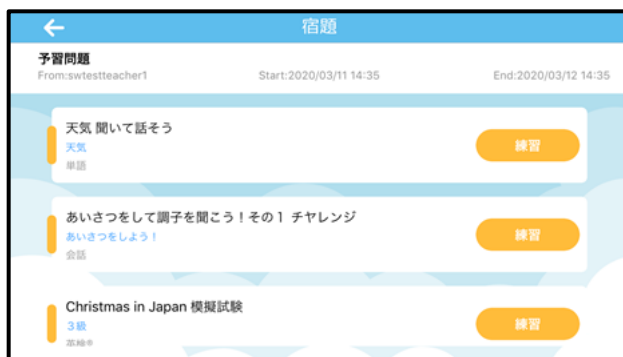 宿題
予習問題
From:swtestteacher1 Start:2020/03/11 14:35 End:2020/03/12 14:35
天気 聞いて話そう
天気
単語
練習
あいさつをして調子を聞こう！その１ チヤレンジ
あいさつをしよう！
会話
練習
Christmas in Japan 模擬試験
３級
英検®
練習